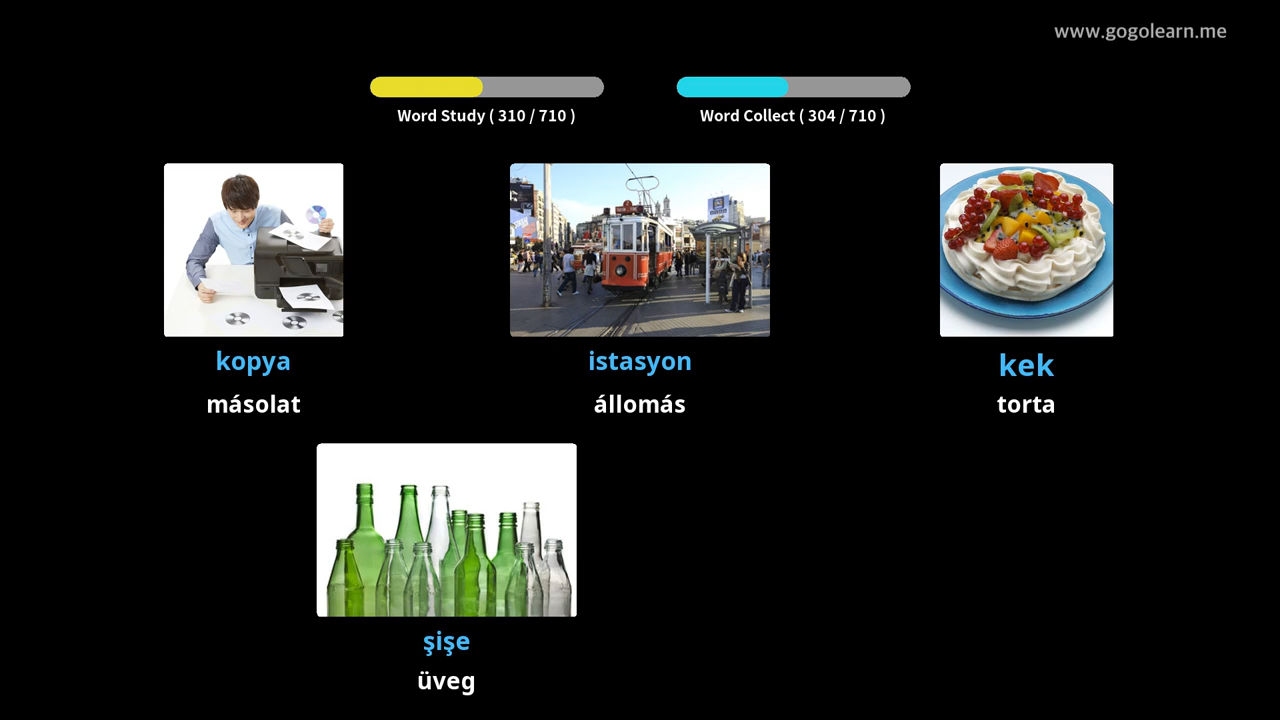 www.gogolearn.me
Word Study ( 310 / 710 )
Word Collect ( 304 / 710 )
kopya
istasyon
kek
másolat
állomás
torta
şişe
üveg